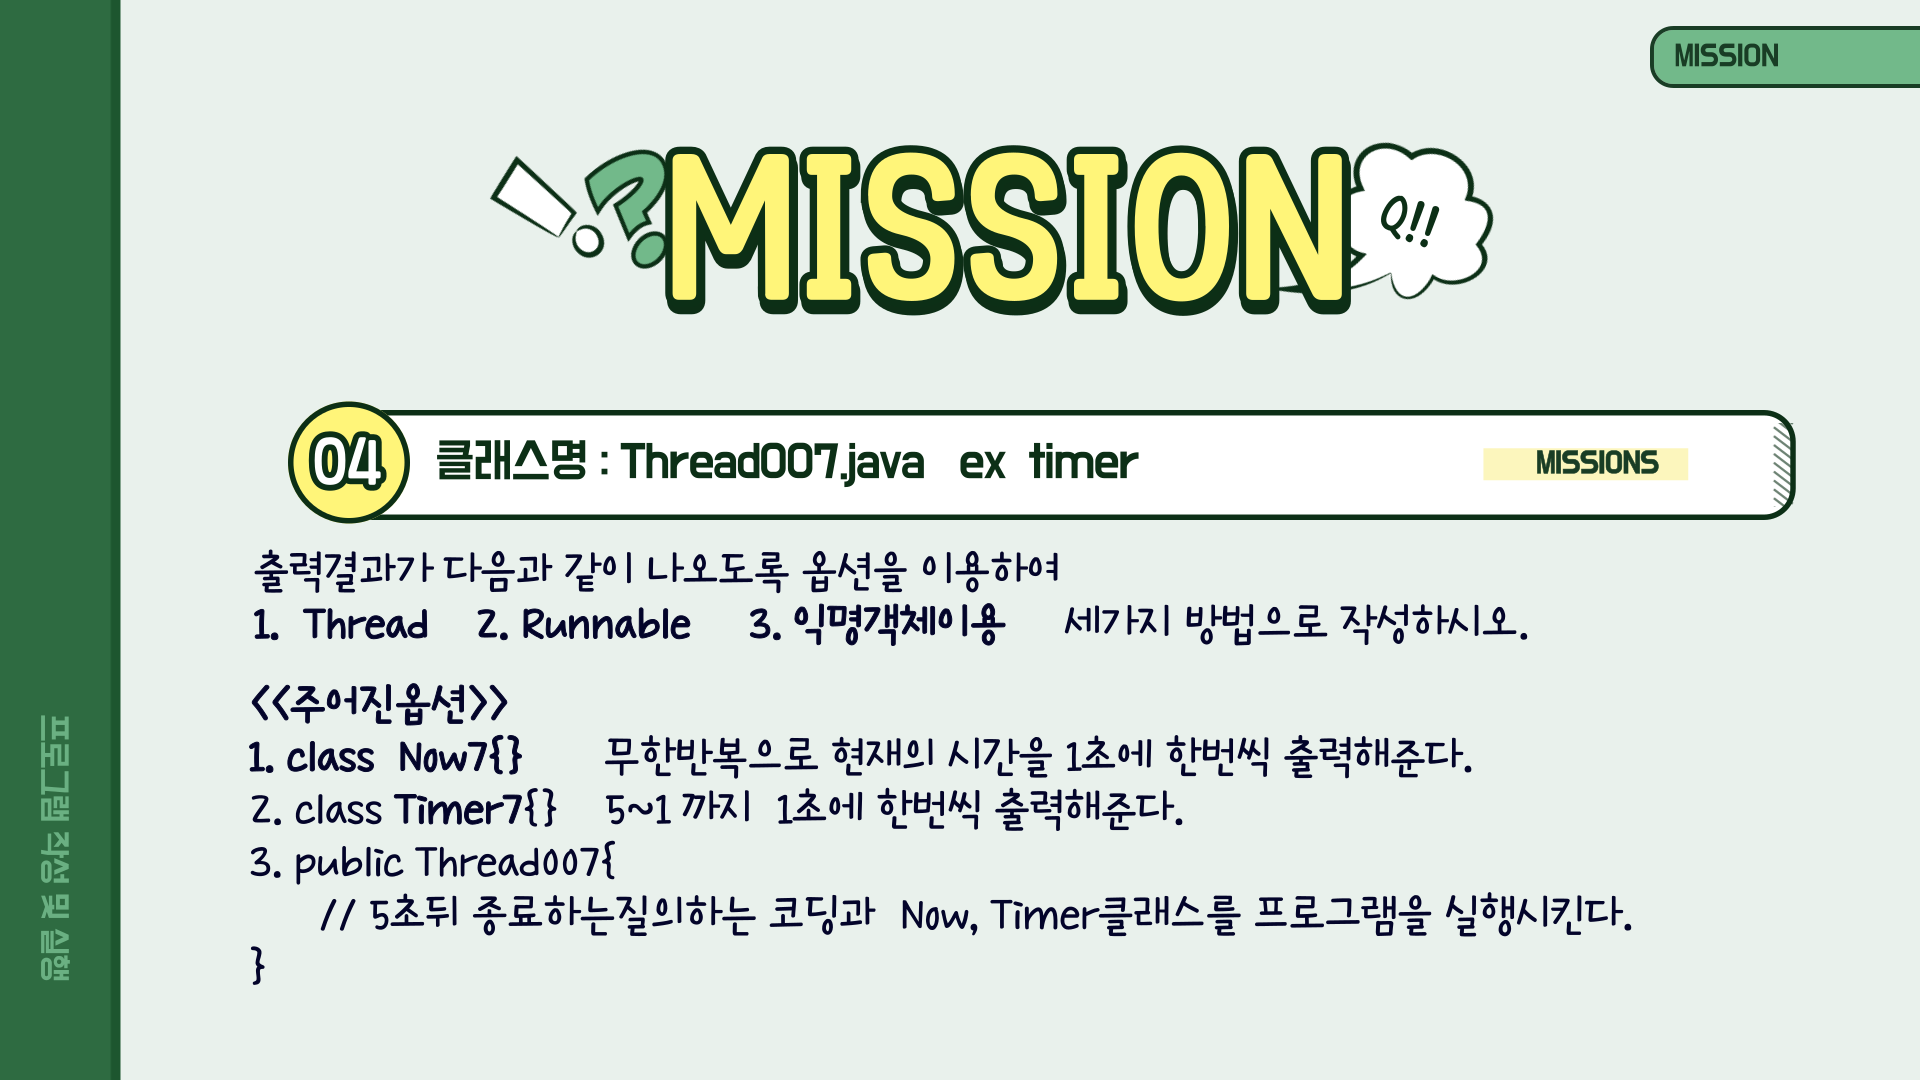 MISSION
MISSION
Q!!
04 클래스명 : Thread007.java ex timer MISSIONS
출력결과가 다음과 같이 나오도록 옵션을 이용하여
1. Thread 2. Runnable 3. 익명객체이용 세가지 방법으로 작성하시오.
<<주어진옵션>>
1. class Now7{} 무한반복으로 현재의 시간을 1초에 한번씩 출력해준다.
2. class Timer7{} 5~1 까지 1초에 한번씩 출력해준다.
3. public Thread007{
// 5초뒤 종료하는질의하는 코딩과 Now, Timer클래스를 프로그램을 실행시킨다.
}
프로그램 작성 및 실행